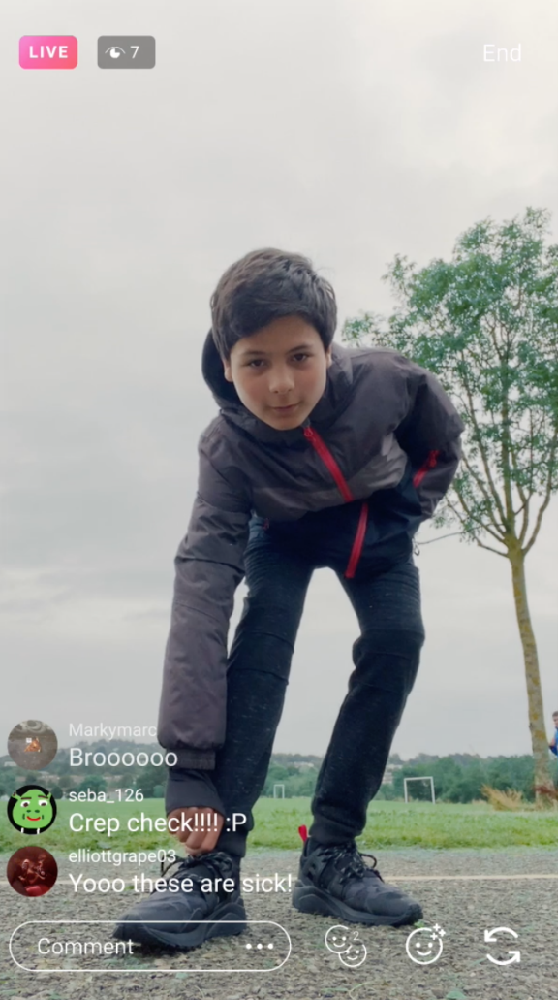 LIVE
7
End
Markymarc
Broooooo
seba_126
Crep check!!!! :P
elliottgrape03
Yooo these are sick!
Comment